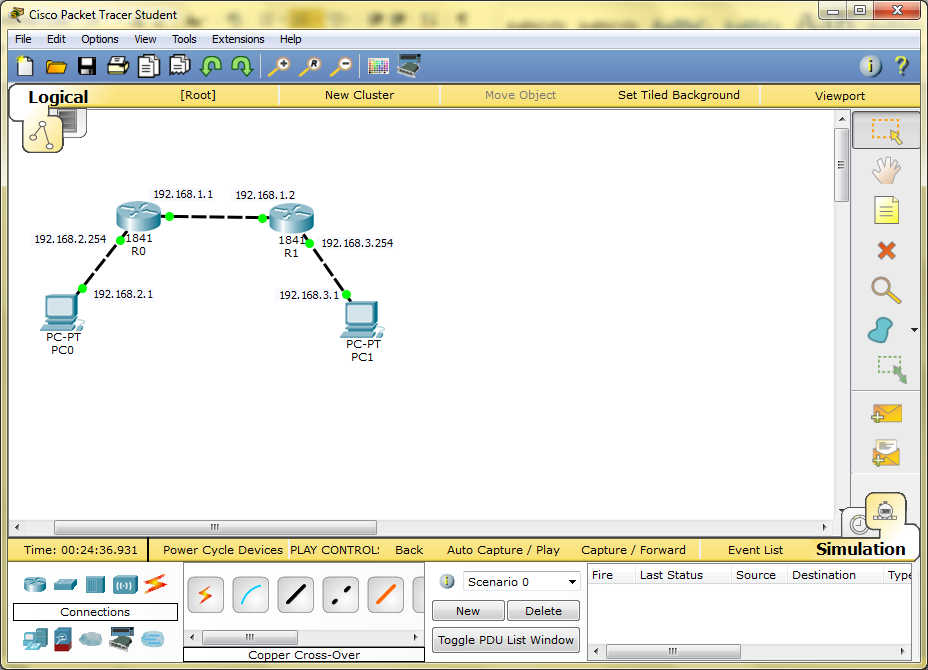 Cisco Packet Tracer Student
File Edit Options View Tools Extensions Help
Logical [Root] New Cluster Move Object Set Tiled Background Viewport
192.168.1.1 192.168.1.2
192.168.2.254 1841 1841 192.168.3.254
R0 R1
192.168.2.1 192.168.3.1
PC-PT
PC0
PC-PT
PC1
Time: 00:24:36.931 Power Cycle Devices PLAY CONTROLS: Back Auto Capture / Play Capture / Forward Event List Simulation
Fire Last Status Source Destination Type
Scenario 0
Connections
New Delete
Toggle PDU List Window
Copper Cross-Over